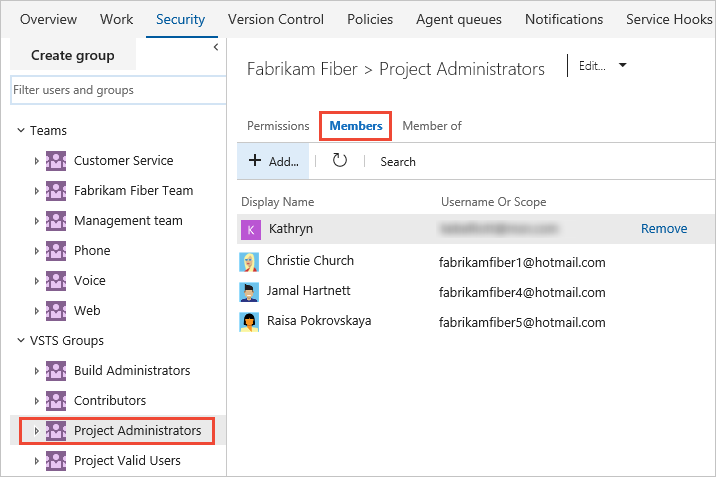 Overview Work Security Version Control Policies Agent queues Notifications Service Hooks
Create group
Filter users and groups
Teams
Customer Service
Fabrikam Fiber Team
Management team
Phone
Voice
Web
VSTS Groups
Build Administrators
Contributors
Project Administrators
Project Valid Users
Fabrikam Fiber > Project Administrators Edit...
Permissions Members Member of
+ Add... Search
Display Name Username Or Scope
K Kathryn Remove
Christie Church fabrikamfiber1@hotmail.com
Jamal Hartnett fabrikamfiber4@hotmail.com
Raisa Pokrovskaya fabrikamfiber5@hotmail.com